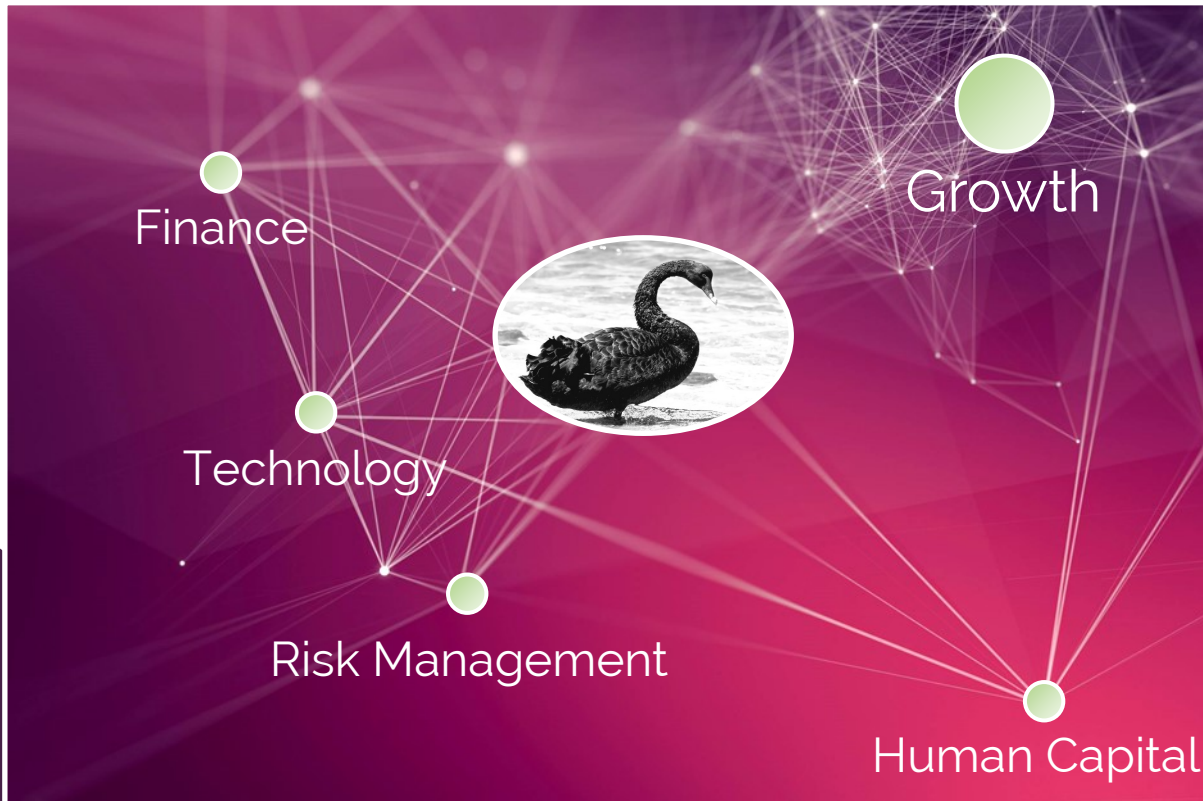 Growth
Finance
Technology
Risk Management
Human Capital